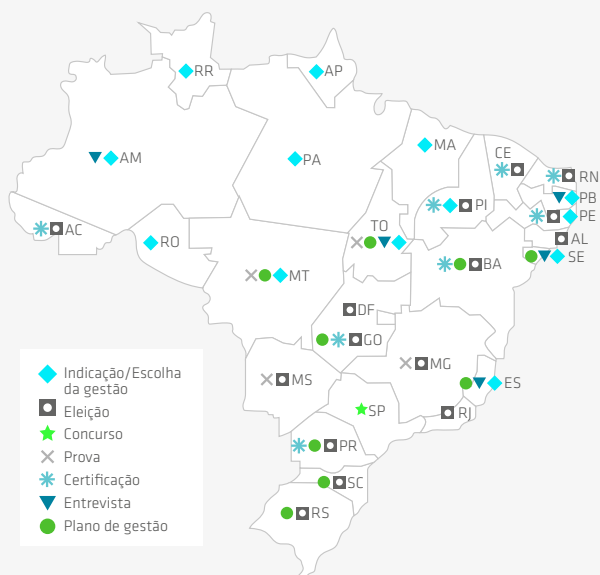 RR
AP
AM
PA
MA
CE
RN
PB
PE
PI
AL
SE
AC
RO
TO
MT
BA
DF
GO
MG
MS
ES
SP
RJ
PR
SC
RS
Indicação/Escolha
da gestão
Eleição
Concurso
Prova
Certificação
Entrevista
Plano de gestão